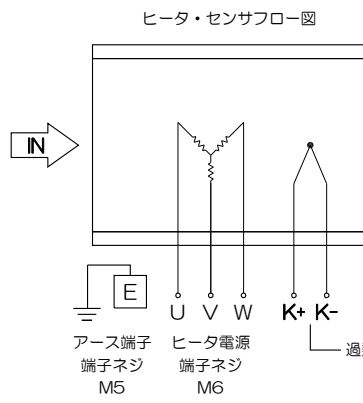 ヒータ・センサフロー図
IN
E
U V W K+ K-
アース端子
端子ネジ
M5
ヒータ電源
端子ネジ
M6